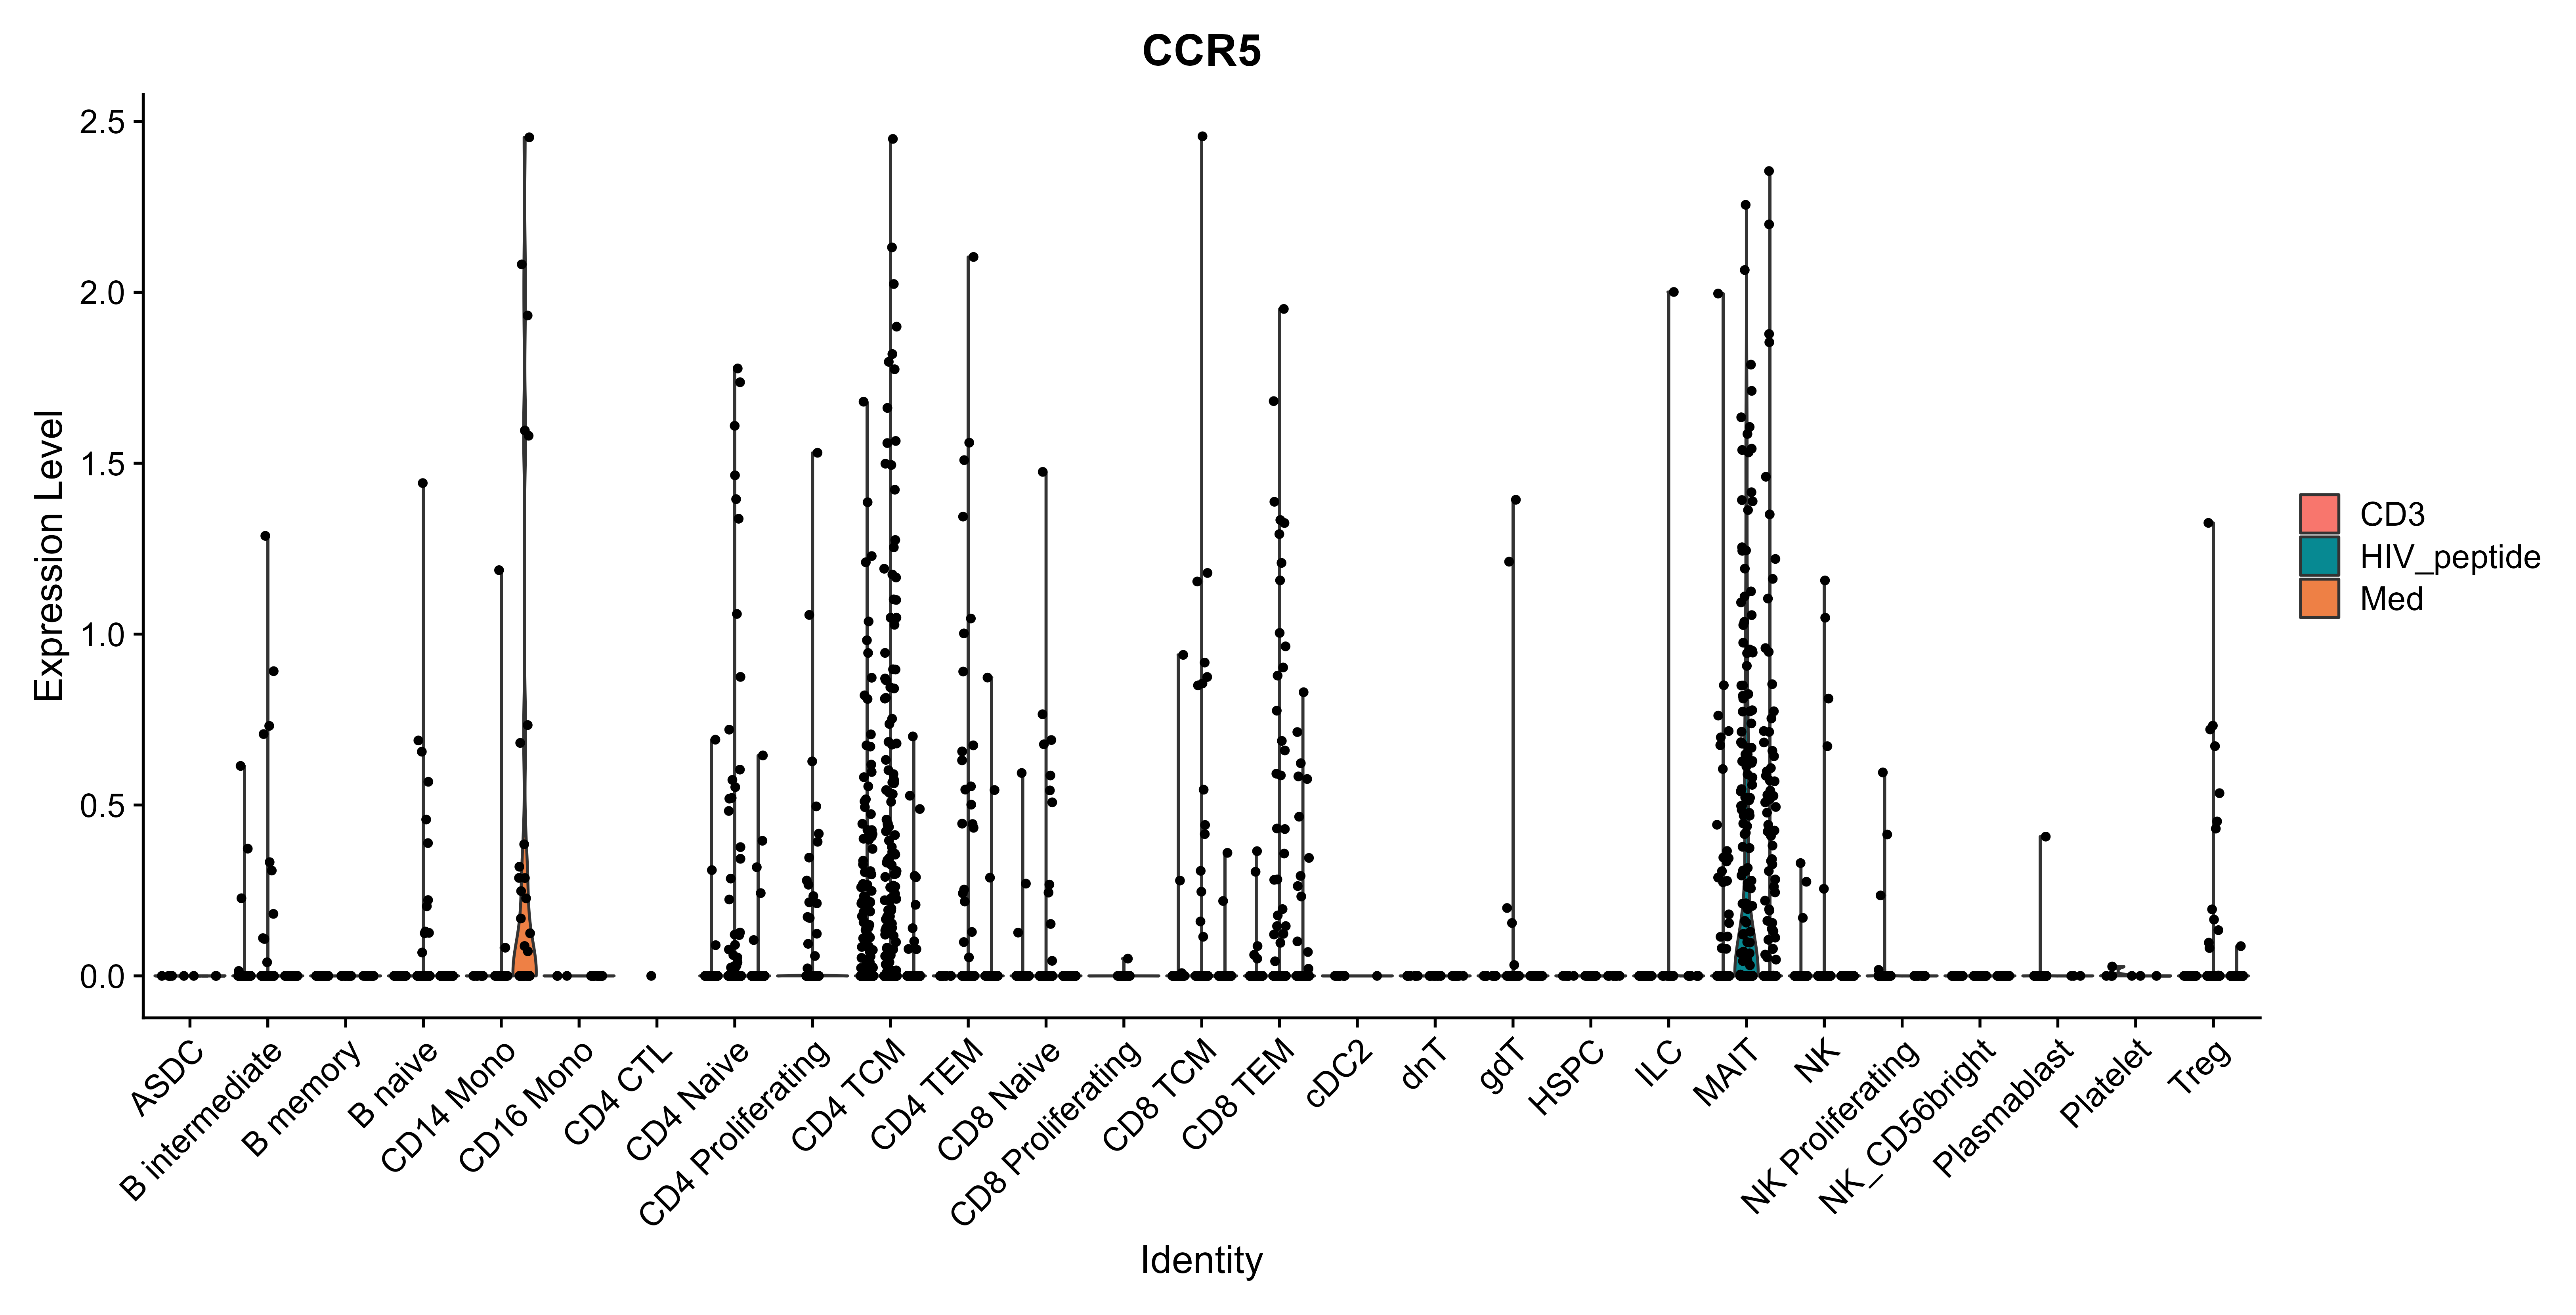 CCR5
Expression Level
2.5
2.0
1.5
1.0
0.5
0.0
ASDC
B intermediate
B memory
B naive
CD14 Mono
CD16 Mono
CD4 CTL
CD4 Naive
CD4 Proliferating
CD4 TCM
CD4 TEM
CD8 Naive
CD8 Proliferating
CD8 TCM
CD8 TEM
cDC2
dnT
gdT
HSPC
ILC
MAIT
NK
NK Proliferating
NK_CD56bright
Plasmablast
Platelet
Treg
Identity
CD3
HIV_peptide
Med